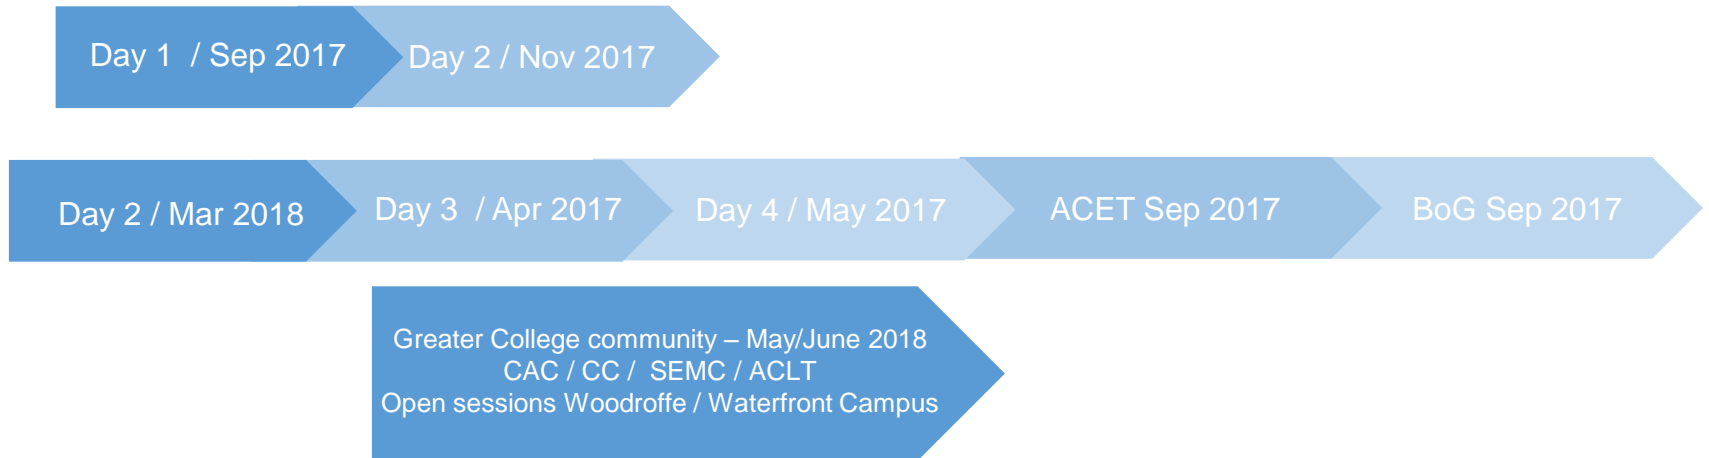 Day 1 / Sep 2017
Day 2 / Nov 2017
Day 2 / Mar 2018
Day 3 / Apr 2017
Day 4 / May 2017
ACET Sep 2017
BoG Sep 2017
Greater College community – May/June 2018
CAC / CC / SEMC / ACLT
Open sessions Woodroffe / Waterfront Campus